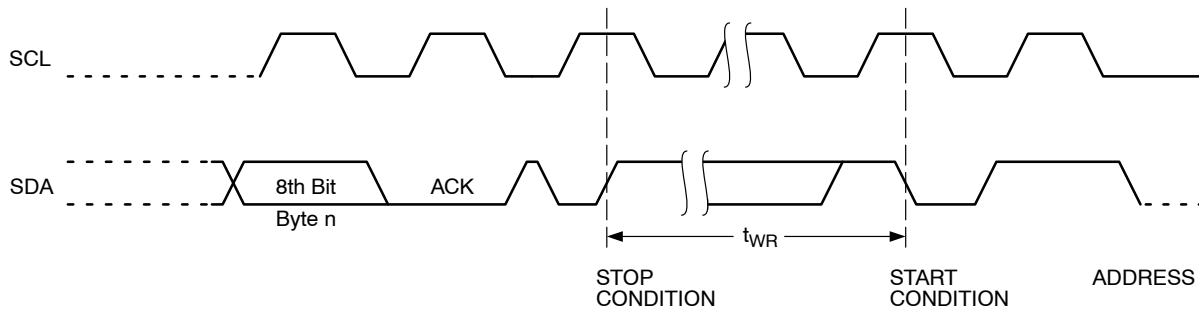 SCL
SDA
8th Bit
Byte n
ACK
tWR
STOP
CONDITION
START
CONDITION
ADDRESS